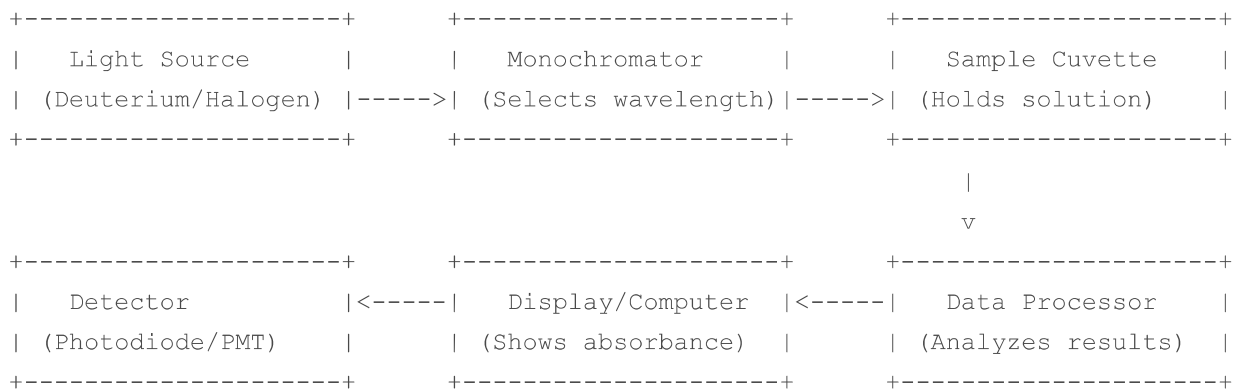 +---------------------+      +---------------------+      +---------------------+
|   Light Source      |      |   Monochromator     |      |   Sample Cuvette    |
| (Deuterium/Halogen) |----->| (Selects wavelength)|----->| (Holds solution)    |
+---------------------+      +---------------------+      +---------------------+
                                                               |
                                                               v
+---------------------+      +---------------------+      +---------------------+
|   Detector          |<-----|   Display/Computer  |<-----|   Data Processor    |
| (Photodiode/PMT)    |      | (Shows absorbance)  |      | (Analyzes results)  |
+---------------------+      +---------------------+      +---------------------+